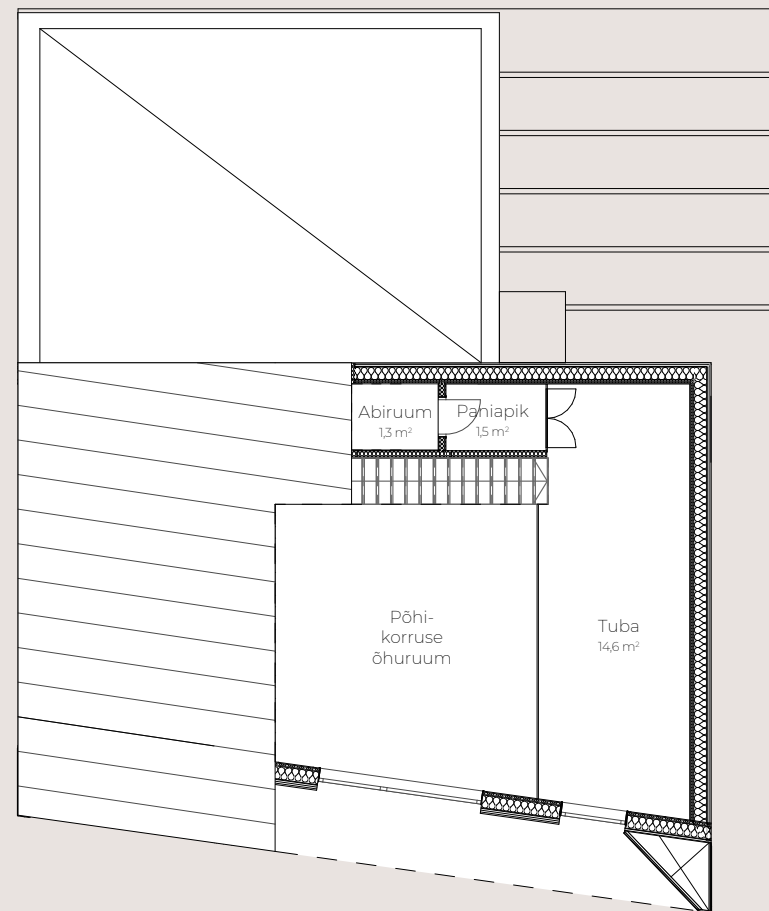 Abiruum
1,3 m²
Paniapik
1,5 m²
Põhi-
korruse
õhuruum
Tuba
14,6 m²